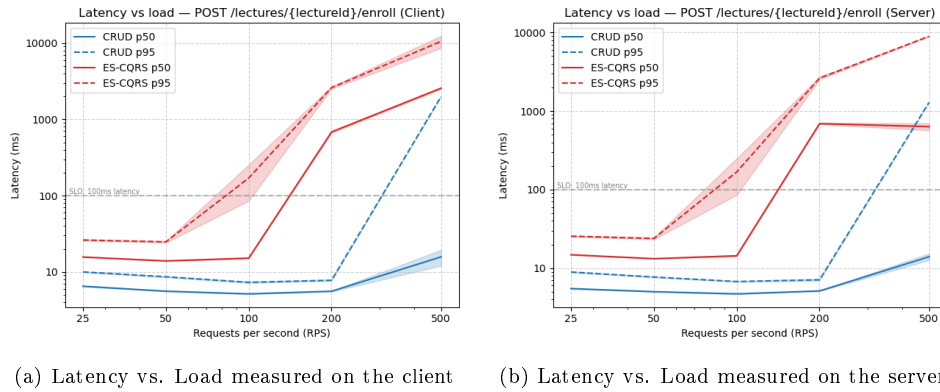 Latency vs load — POST /lectures/{lectureId}/enroll (Client)
CRUD p50
CRUD p95
ES-CQRS p50
ES-CQRS p95
10000
1000
100
10
Latency (ms)
SLO: 100ms latency
25
50
100
200
500
Requests per second (RPS)
(a) Latency vs. Load measured on the client
Latency vs load — POST /lectures/{lectureId}/enroll (Server)
CRUD p50
CRUD p95
ES-CQRS p50
ES-CQRS p95
10000
1000
100
10
Latency (ms)
SLO: 100ms latency
25
50
100
200
500
Requests per second (RPS)
(b) Latency vs. Load measured on the server